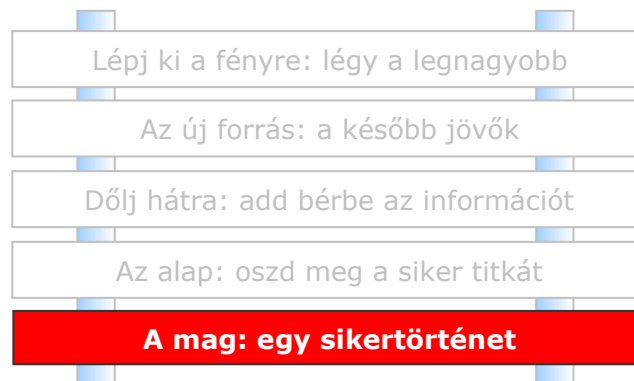 Lépj ki a fényre: légy a legnagyobb
Az új forrás: a később jövők
Dőlj hátra: add bérbe az információt
Az alap: oszd meg a siker titkát
A mag: egy sikertörténet